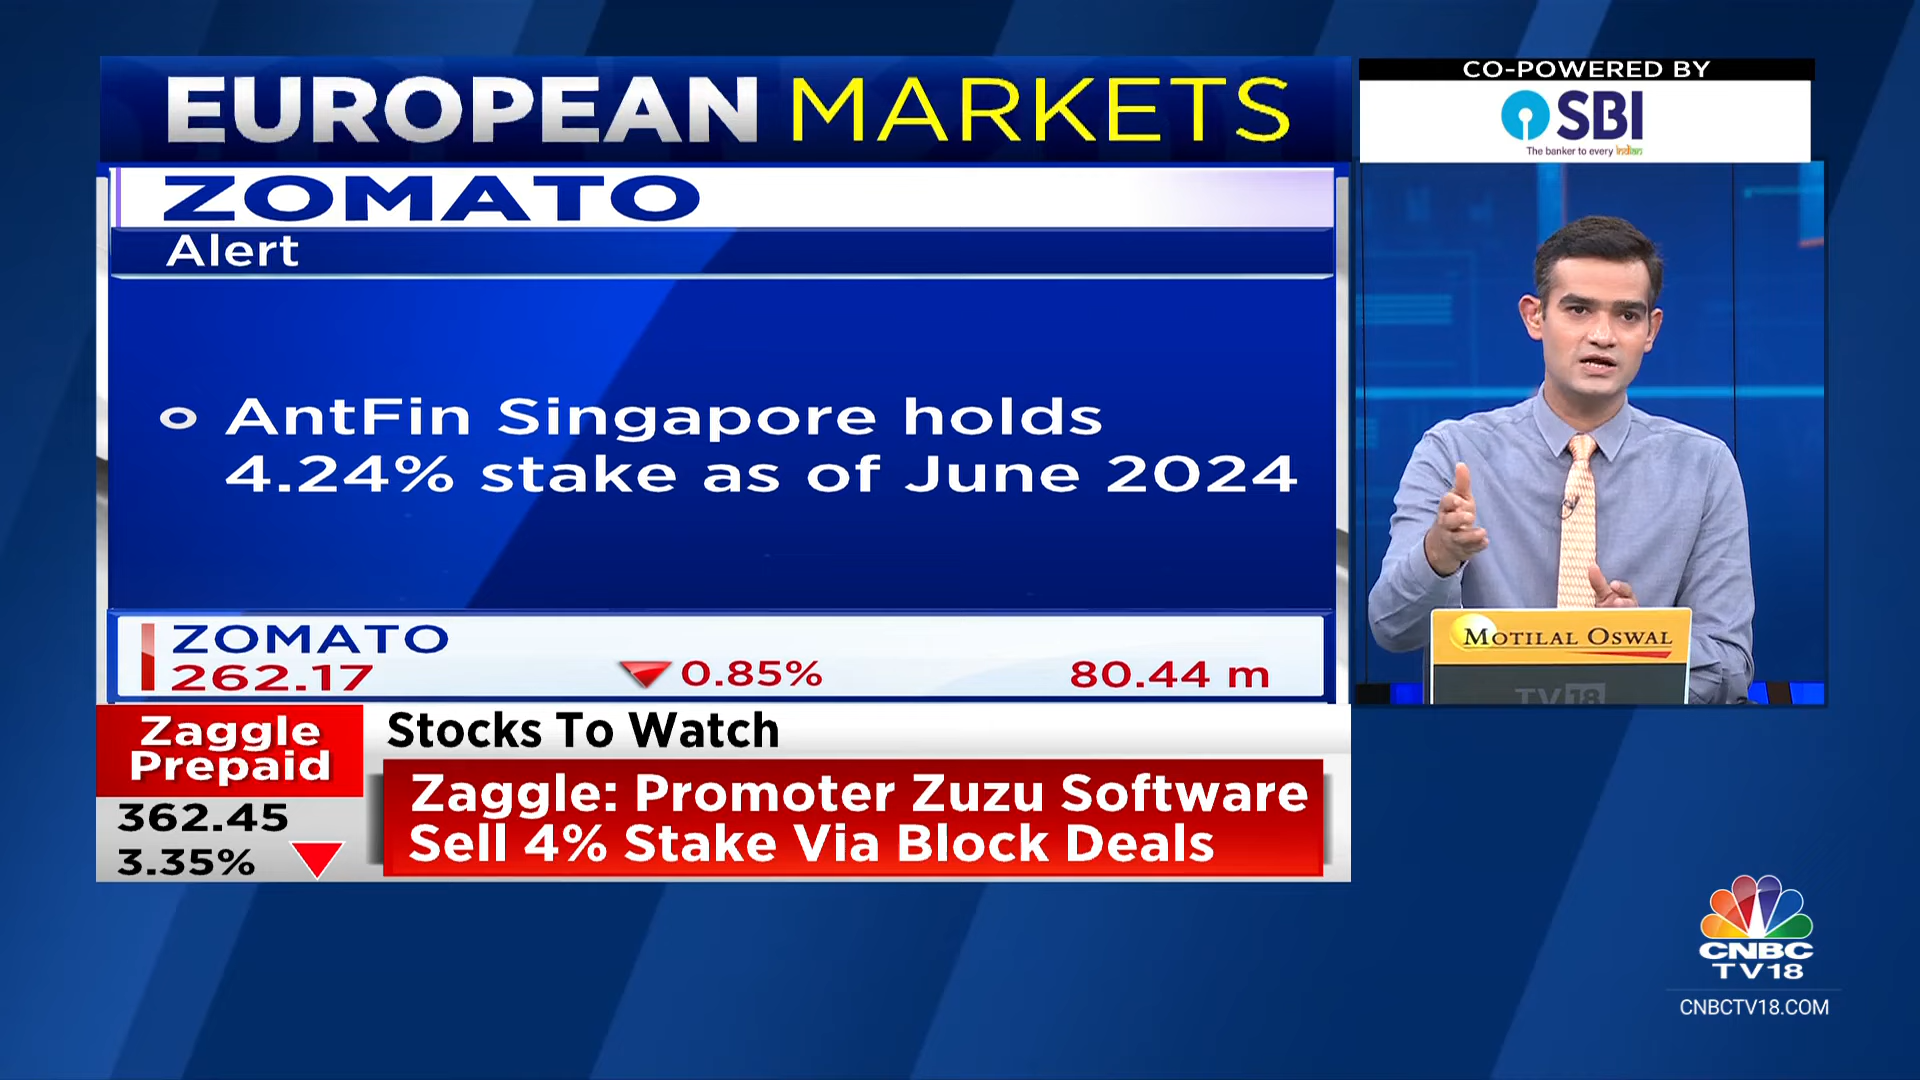 EUROPEAN MARKETS
CO-POWERED BY
SBI
The banker to every Indian
ZOMATO
Alert
AntFin Singapore holds
4.24% stake as of June 2024
ZOMATO
262.17 0.85% 80.44 m
MOTILAL OSWAL
TV18
Zaggle
Prepaid
362.45
3.35%
Stocks To Watch
Zaggle: Promoter Zuzu Software
Sell 4% Stake Via Block Deals
CNBC
TV18
CNBCTV18.COM